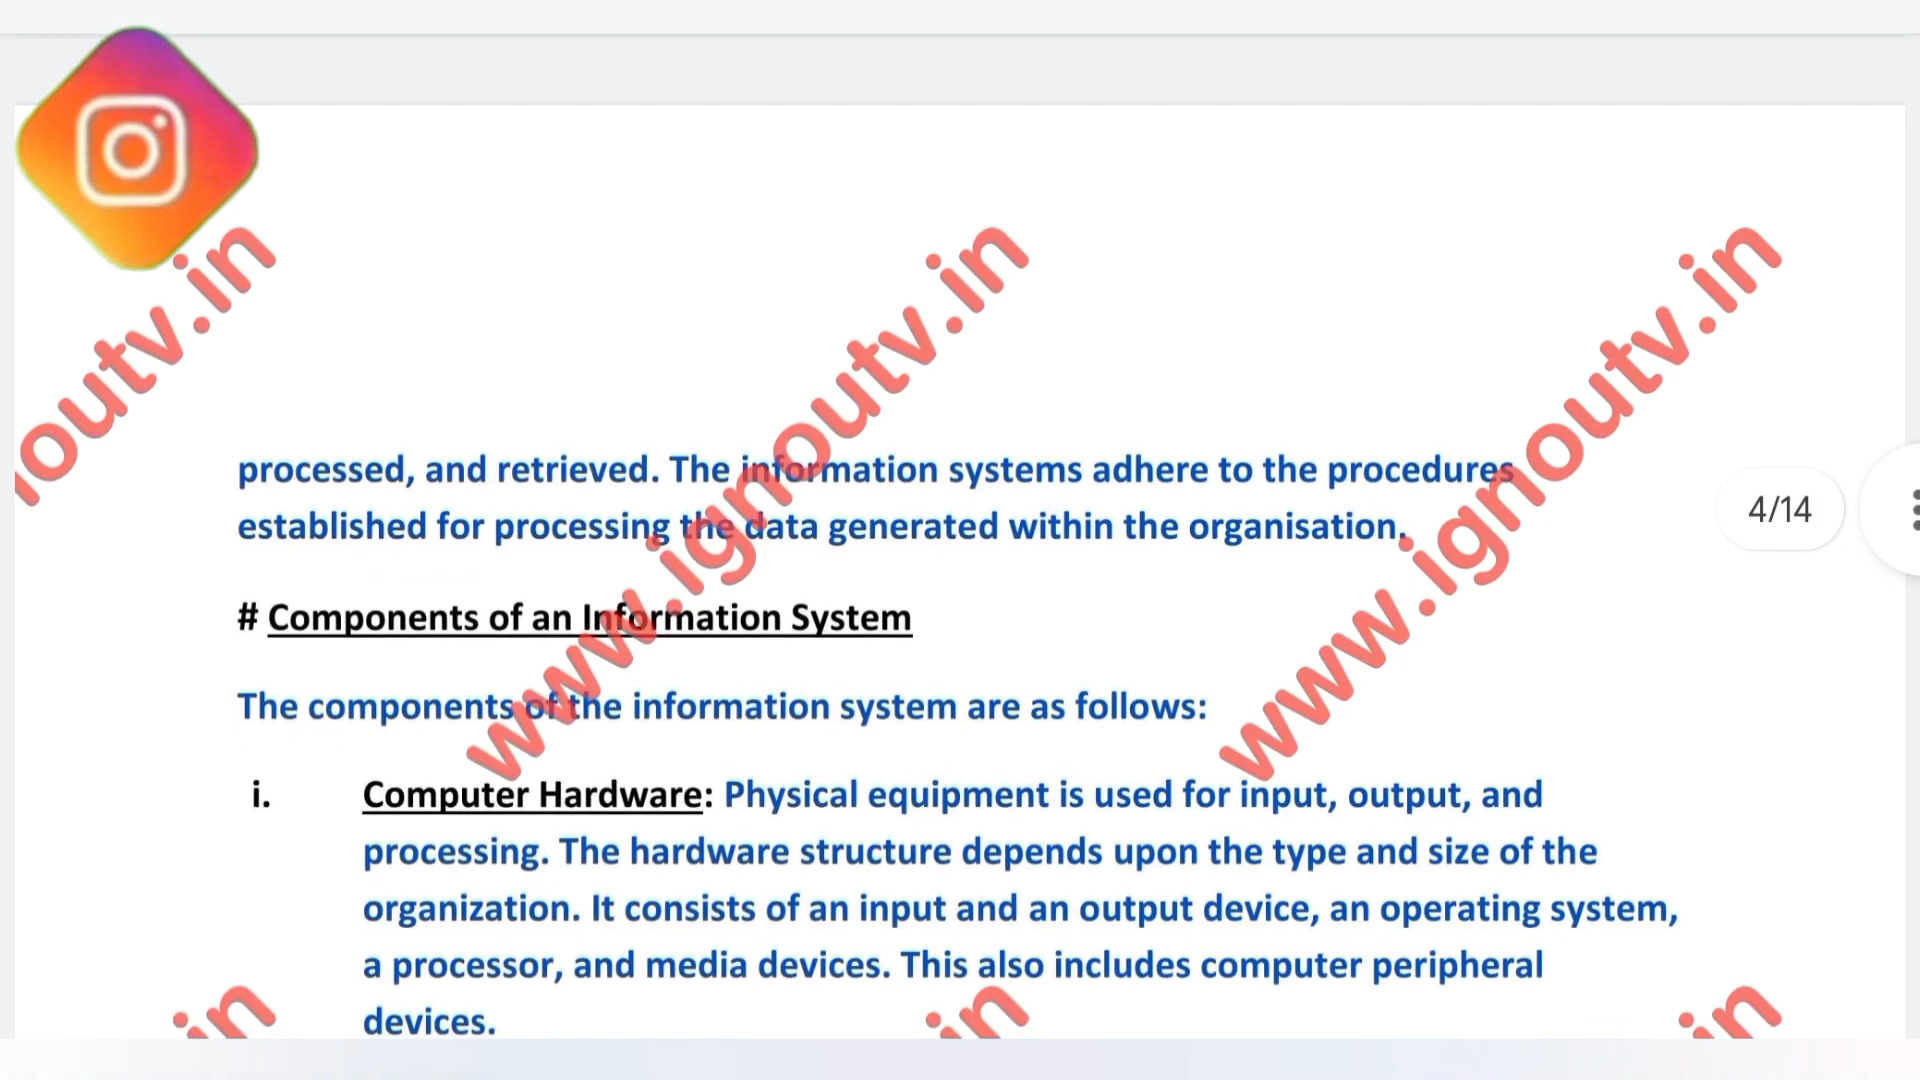 processed, and retrieved. The information systems adhere to the procedures
established for processing the data generated within the organisation.
4/14
# Components of an Information System
The components of the information system are as follows:
i. Computer Hardware: Physical equipment is used for input, output, and
processing. The hardware structure depends upon the type and size of the
organization. It consists of an input and an output device, an operating system,
a processor, and media devices. This also includes computer peripheral
devices.
outv.in
www.ignoutv.in
www.ignoutv.in
in
in
in